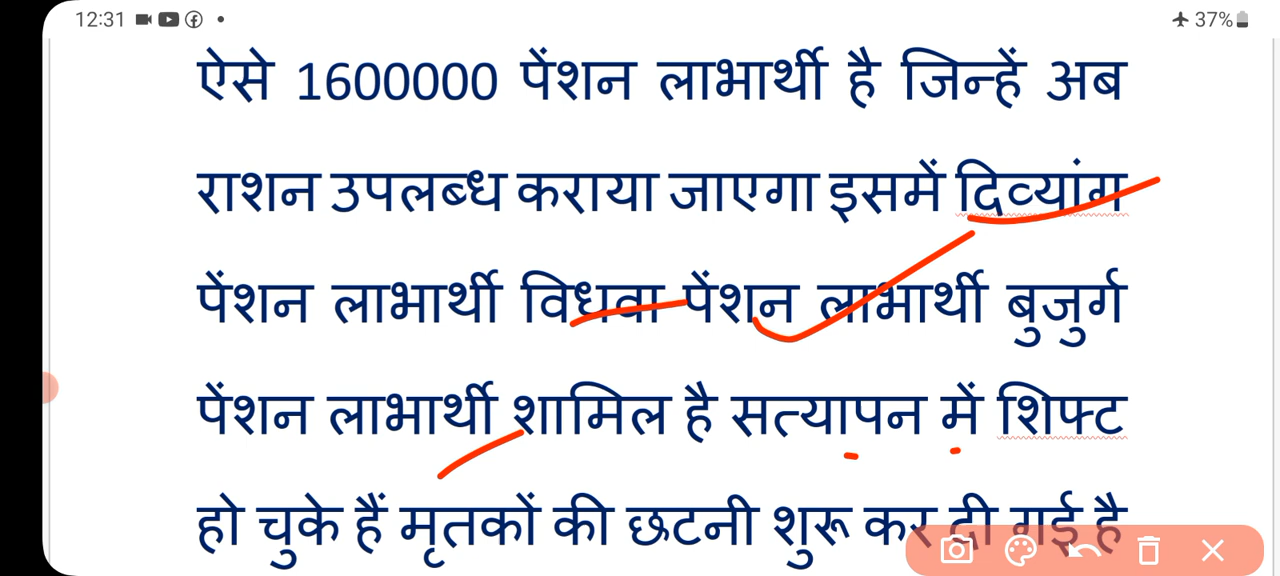 12:31
37%
ऐसे 1600000 पेंशन लाभार्थी है जिन्हें अब
राशन उपलब्ध कराया जाएगा इसमें दिव्यांग
पेंशन लाभार्थी विधवा पेंशन लाभार्थी बुजुर्ग
पेंशन लाभार्थी शामिल है सत्यापन में शिफ्ट
हो चुके हैं मृतकों की छटनी शुरू कर दी गई है